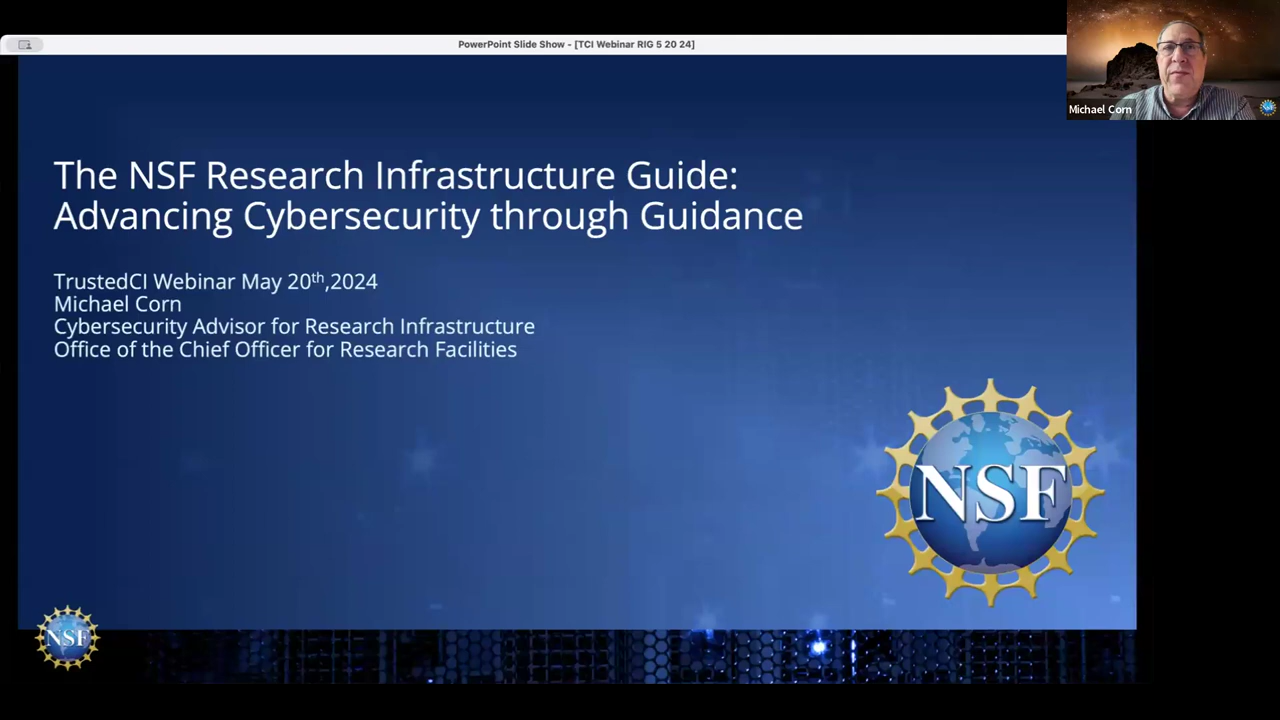 PowerPoint Slide Show - [TCI Webinar RIG 5 20 24]
Michael Corn
The NSF Research Infrastructure Guide:
Advancing Cybersecurity through Guidance
TrustedCI Webinar May 20th,2024
Michael Corn
Cybersecurity Advisor for Research Infrastructure
Office of the Chief Officer for Research Facilities
NSF
NSF